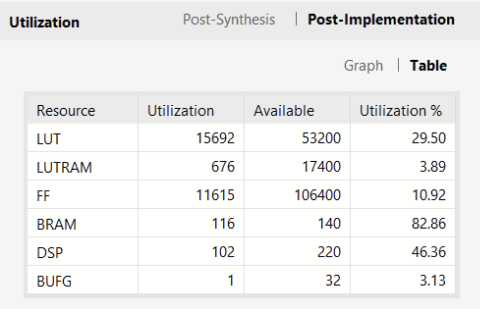 Utilization Post-Synthesis | Post-Implementation
Graph | Table
Resource Utilization Available Utilization %
LUT 15692 53200 29.50
LUTRAM 676 17400 3.89
FF 11615 106400 10.92
BRAM 116 140 82.86
DSP 102 220 46.36
BUFG 1 32 3.13